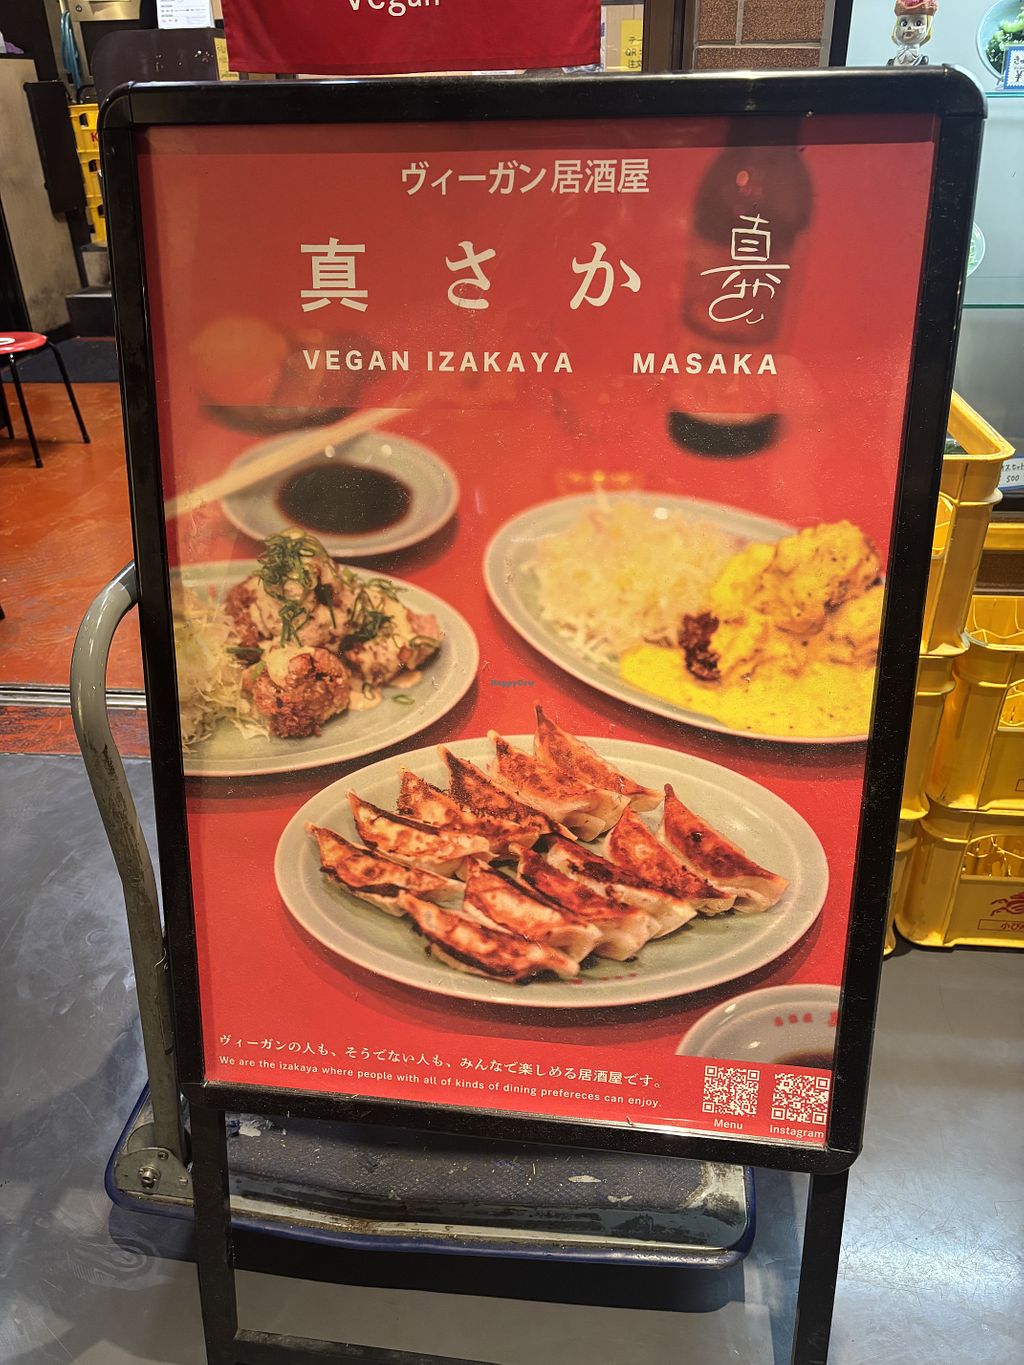 Vegan
ヴィーガン居酒屋
真さか
VEGAN IZAKAYA MASAKA
HappyCow
ヴィーガンの人も、そうでない人も、みんなで楽しめる居酒屋です。
We are the izakaya where people with all of kinds of dining prefereces can enjoy.
Menu
Instagram
500